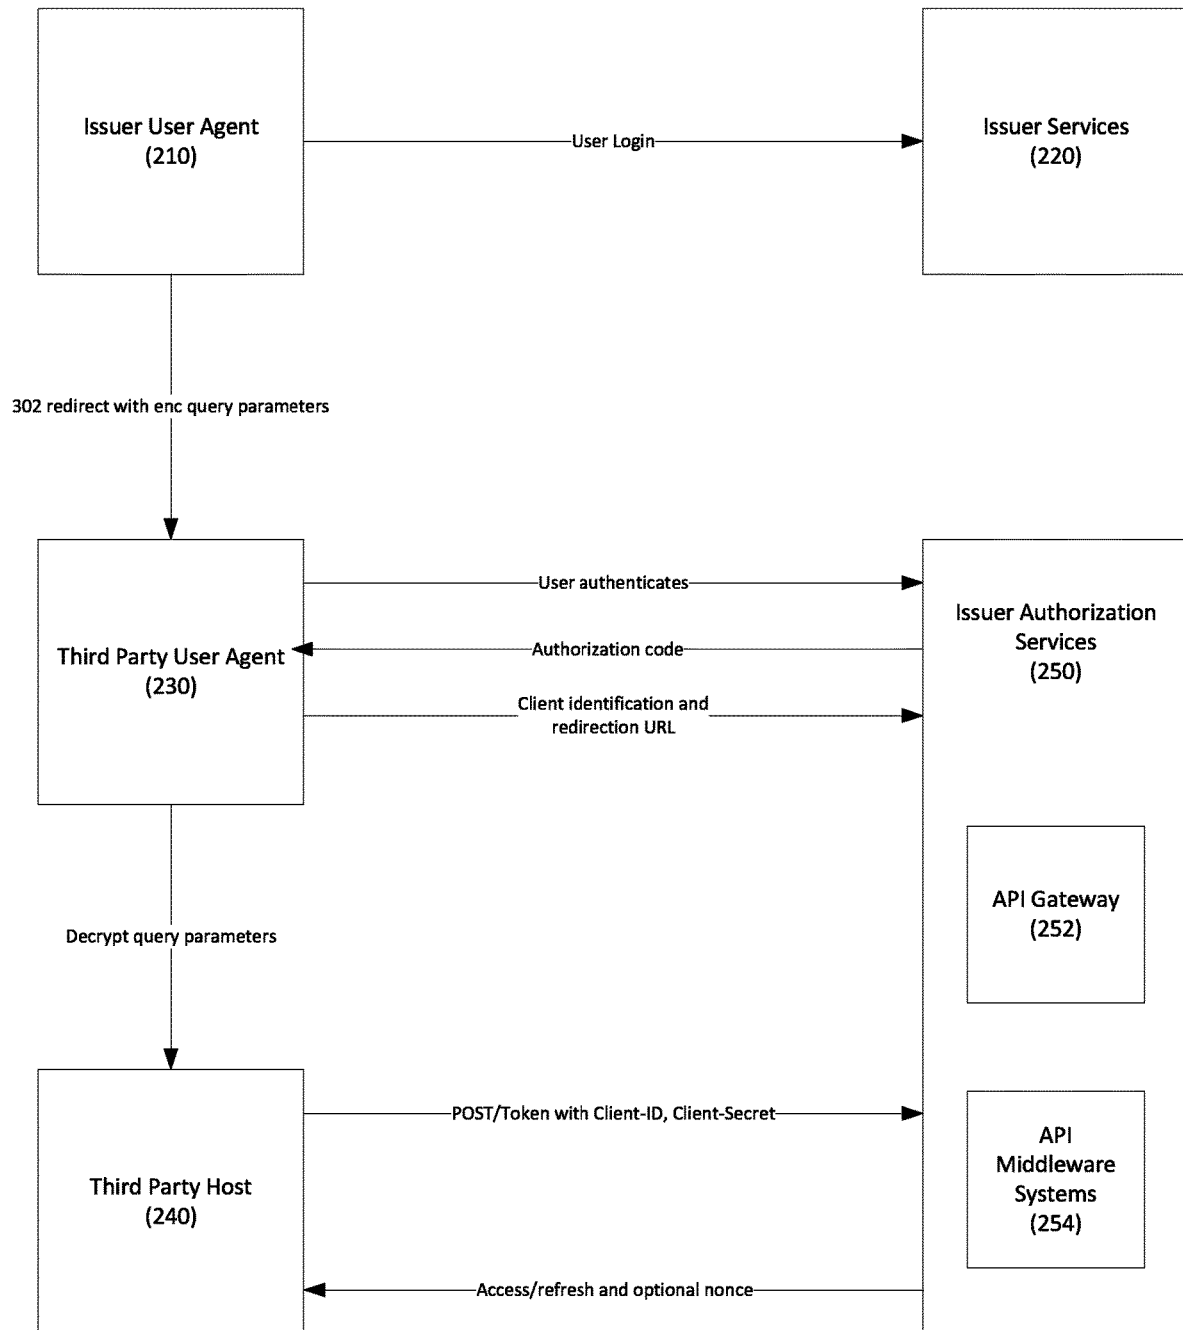 Issuer User Agent
(210)
User Login
Issuer Services
(220)
302 redirect with enc query parameters
Third Party User Agent
(230)
User authenticates
Authorization code
Client identification and
redirection URL
Issuer Authorization
Services
(250)
API Gateway
(252)
Decrypt query parameters
Third Party Host
(240)
POST/Token with Client-ID, Client-Secret
API
Middleware
Systems
(254)
Access/refresh and optional nonce